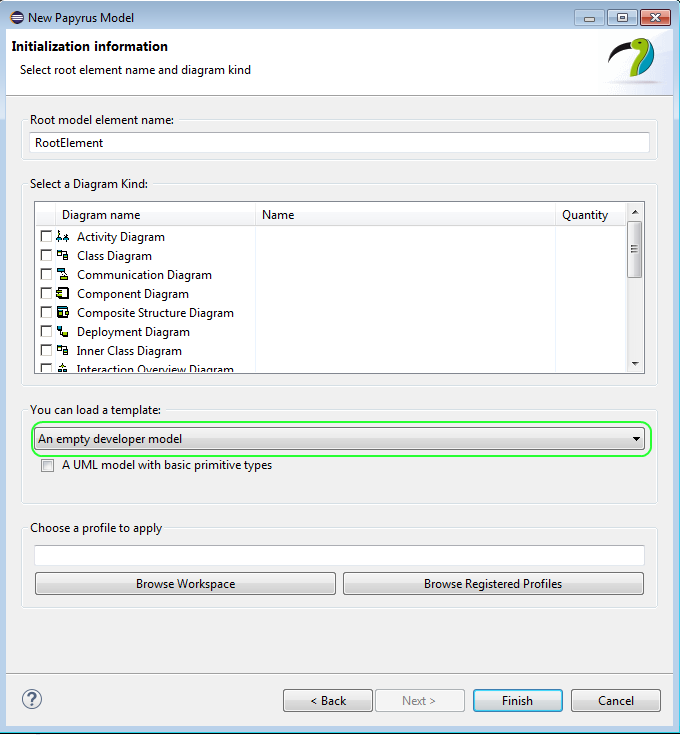 New Papyrus Model
Initialization information
Select root element name and diagram kind
Root model element name:
RootElement
Select a Diagram Kind:
Diagram name Name Quantity
Activity Diagram
Class Diagram
Communication Diagram
Component Diagram
Composite Structure Diagram
Deployment Diagram
Inner Class Diagram
Interaction Overview Diagram
You can load a template:
An empty developer model
A UML model with basic primitive types
Choose a profile to apply
Browse Workspace Browse Registered Profiles
? < Back Next > Finish Cancel